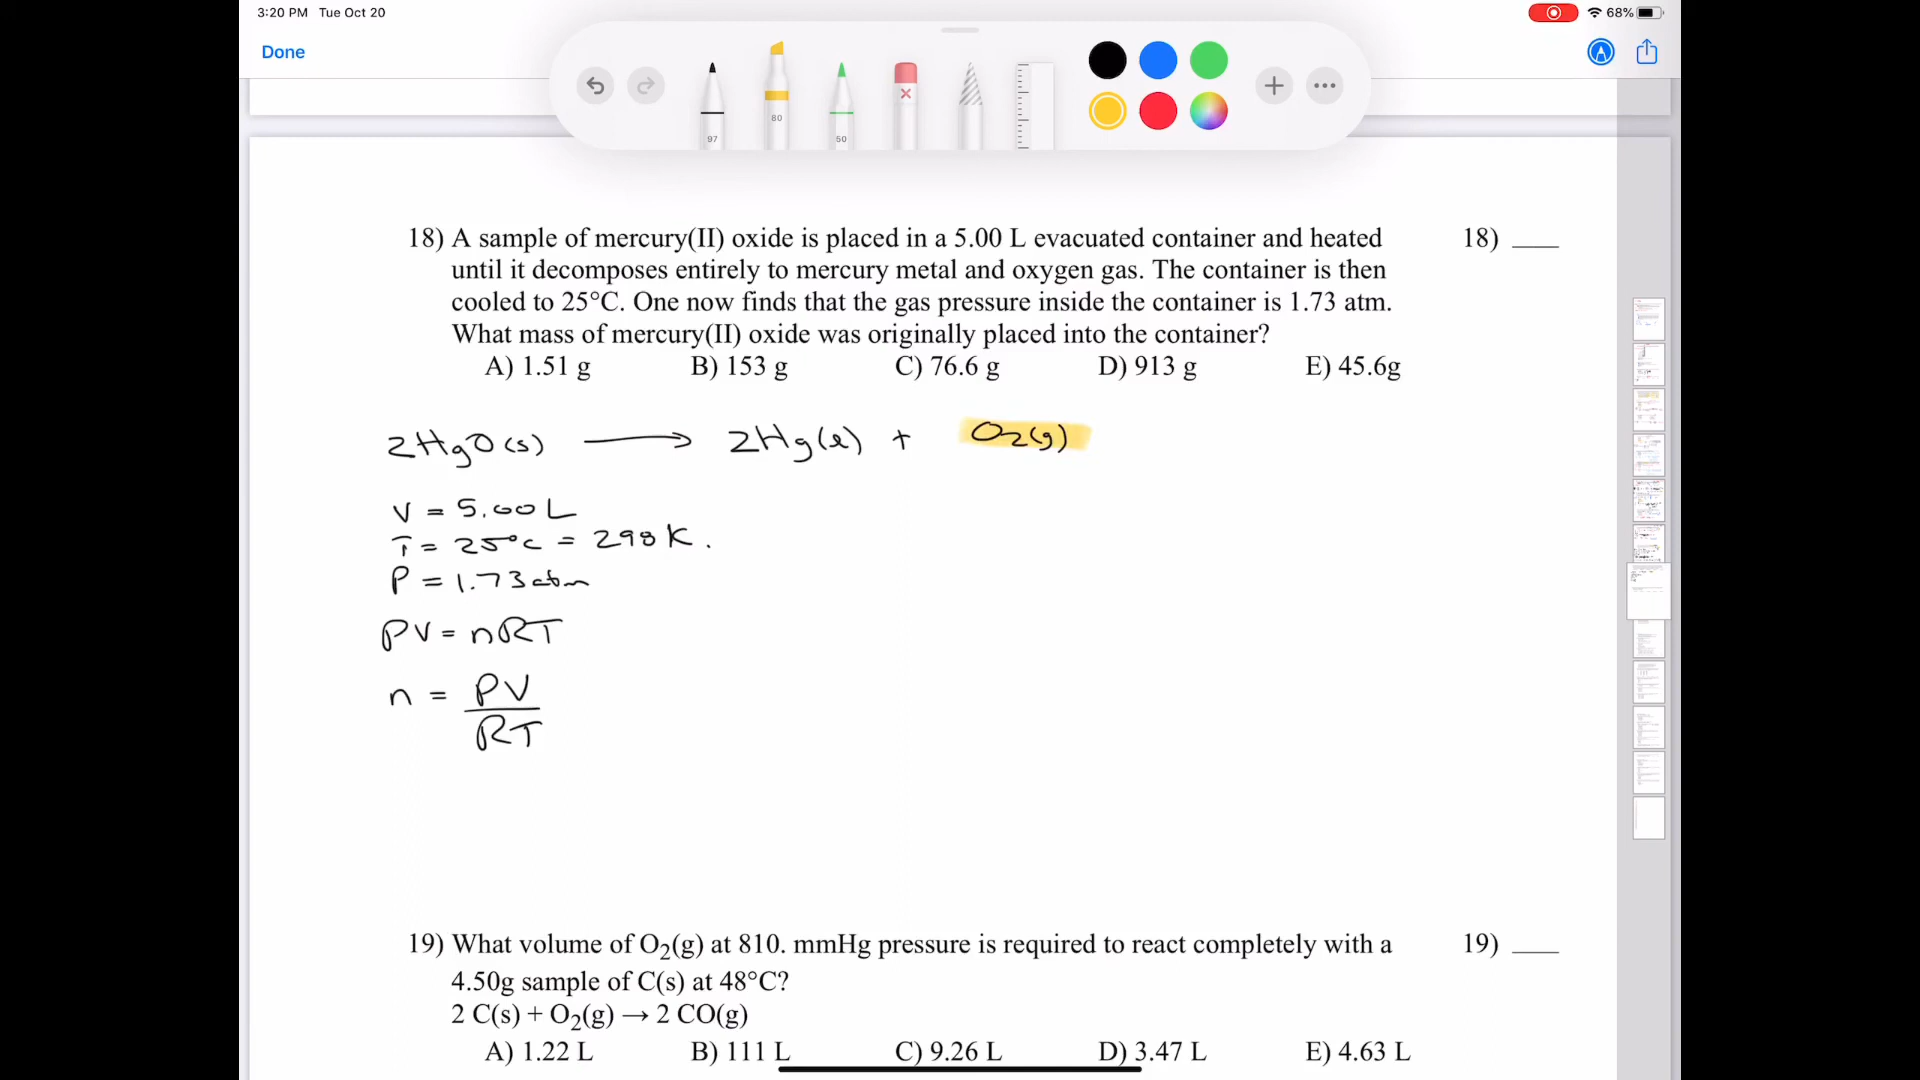 3:20 PM Tue Oct 20
68%
Done
97
80
50
18) A sample of mercury(II) oxide is placed in a 5.00 L evacuated container and heated 18) ____
until it decomposes entirely to mercury metal and oxygen gas. The container is then
cooled to 25°C. One now finds that the gas pressure inside the container is 1.73 atm.
What mass of mercury(II) oxide was originally placed into the container?
A) 1.51 g B) 153 g C) 76.6 g D) 913 g E) 45.6g
2HgO(s) ⟶ 2Hg(l) + O₂(g)
V = 5.00 L
T = 25°C = 298 K.
P = 1.73 atm
PV = nRT
n = PV
RT
19) What volume of O₂(g) at 810. mmHg pressure is required to react completely with a 19) ____
4.50g sample of C(s) at 48°C?
2 C(s) + O₂(g) → 2 CO(g)
A) 1.22 L B) 111 L C) 9.26 L D) 3.47 L E) 4.63 L